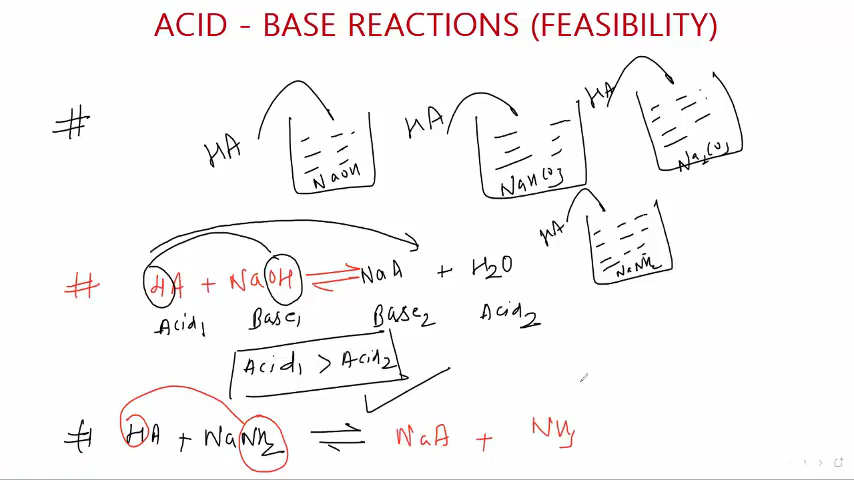 ACID - BASE REACTIONS (FEASIBILITY)
#
HA
NaOH
HA
NaHCO3
HA
Na2CO3
HA
NaNH2
# HA + NaOH ⇌ NaA + H2O
Acid1 Base1 Base2 Acid2
Acid1 > Acid2
# HA + NaNH2 ⇌ NaA + NH3